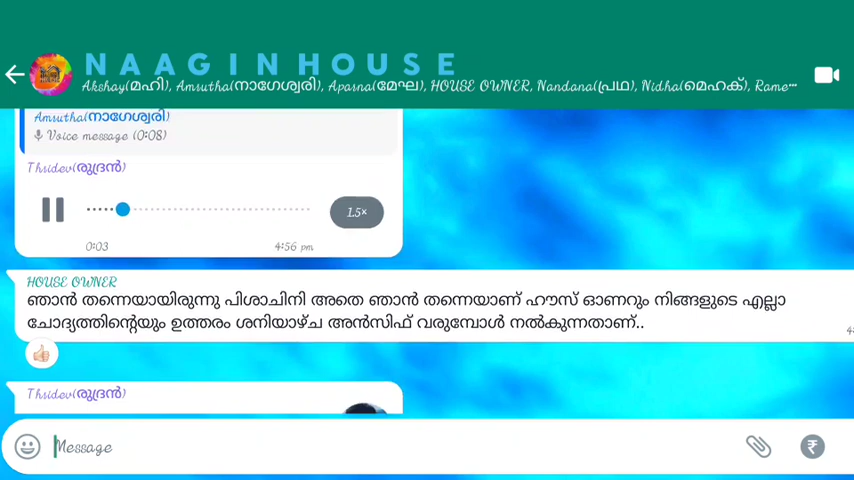 NAAGIN HOUSE
Akshay(മഹി), Amrutha(നാഗേശ്വരി), Aparna(മേഘ), HOUSE OWNER, Nandana(പ്രഥ), Nidha(മെഹക്), Rame...
Amrutha(നാഗേശ്വരി)
Voice message (0:08)
Thridev(രുദ്രൻ)
1.5×
0:03 4:56 pm
HOUSE OWNER
ഞാൻ തന്നെയായിരുന്നു പിശാചിനി അതെ ഞാൻ തന്നെയാണ് ഹൗസ് ഓണറും നിങ്ങളുടെ എല്ലാ
ചോദ്യത്തിന്റെയും ഉത്തരം ശനിയാഴ്ച അൻസിഫ് വരുമ്പോൾ നൽകുന്നതാണ്..
Thridev(രുദ്രൻ)
Message